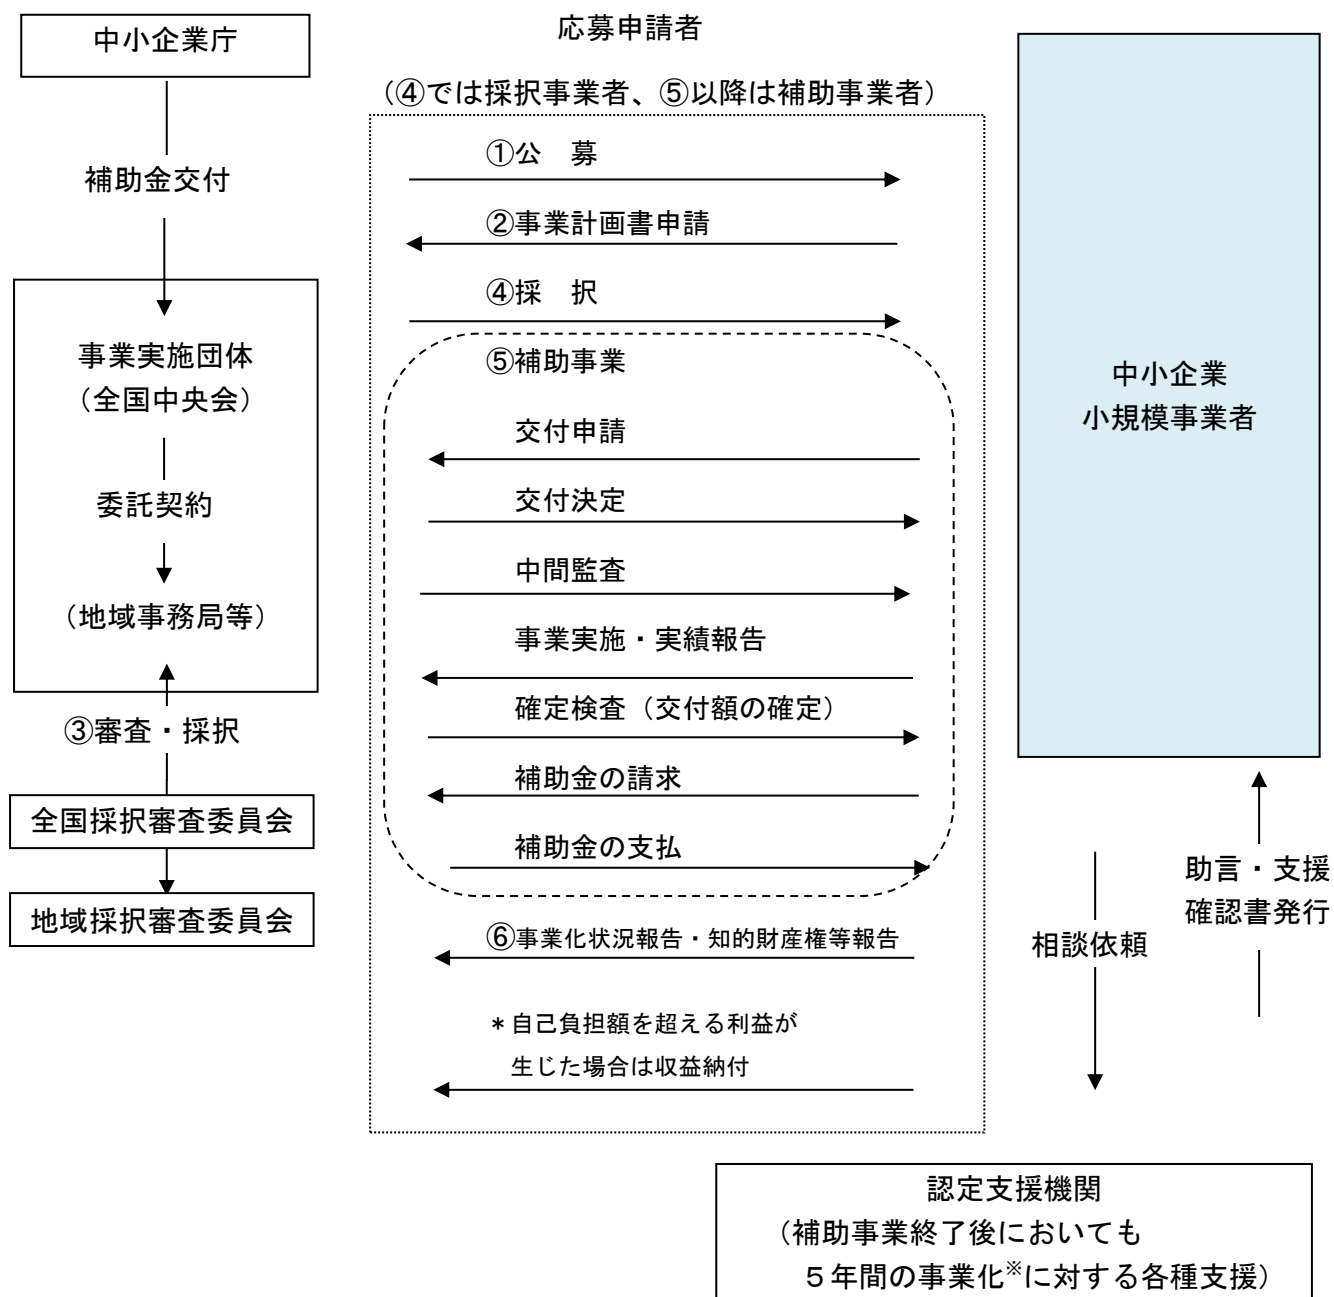 中小企業庁
補助金交付
事業実施団体
（全国中央会）
委託契約
（地域事務局等）
③審査・採択
全国採択審査委員会
地域採択審査委員会
応募申請者
（④では採択事業者、⑤以降は補助事業者）
①公　募
②事業計画書申請
④採　択
⑤補助事業
交付申請
交付決定
中間監査
事業実施・実績報告
確定検査（交付額の確定）
補助金の請求
補助金の支払
⑥事業化状況報告・知的財産権等報告
＊自己負担額を超える利益が
生じた場合は収益納付
中小企業
小規模事業者
相談依頼
助言・支援
確認書発行
認定支援機関
（補助事業終了後においても
５年間の事業化※に対する各種支援）